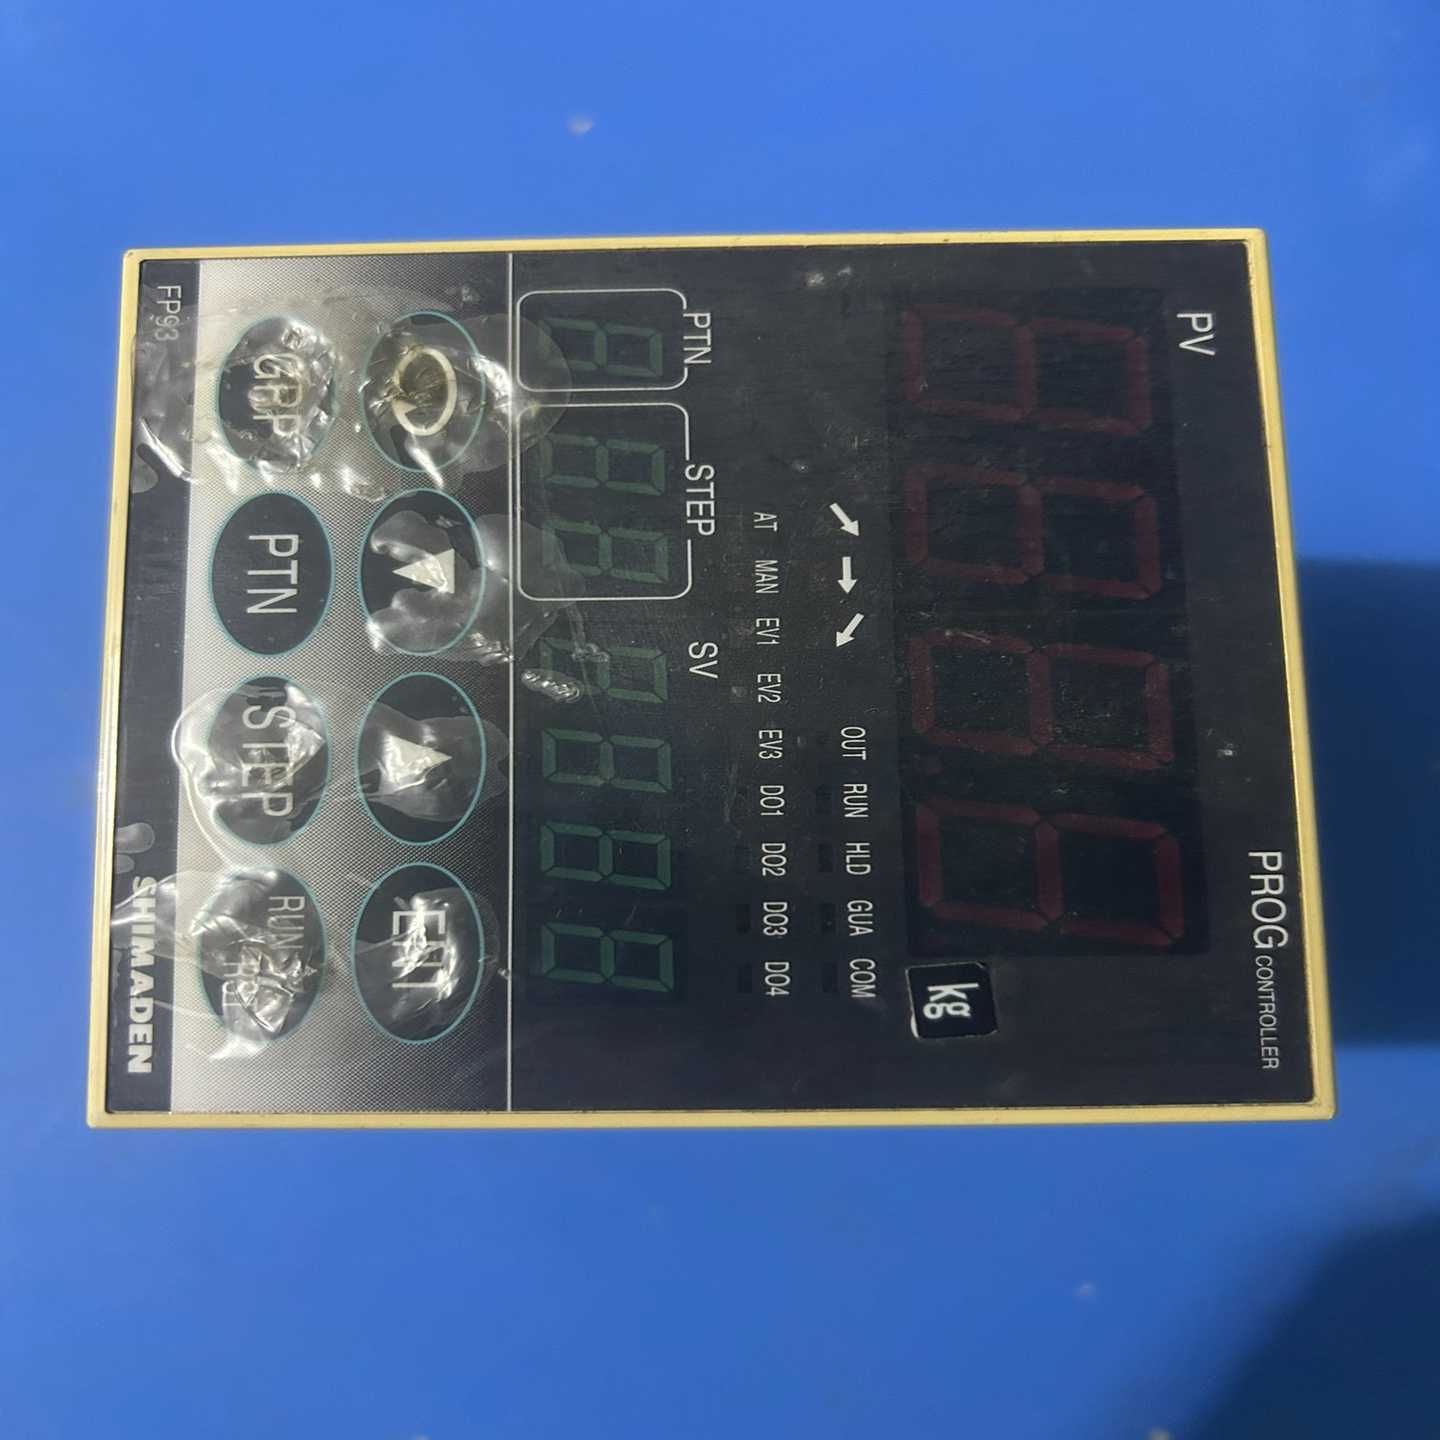 PROG CONTROLLER
PV
kg
OUT RUN HLD GUA COM
AT MAN EV1 EV2 EV3 DO1 DO2 DO3 DO4
PTN STEP SV
ENT
GRP PTN STEP RUN
FP93 SHIMADEN